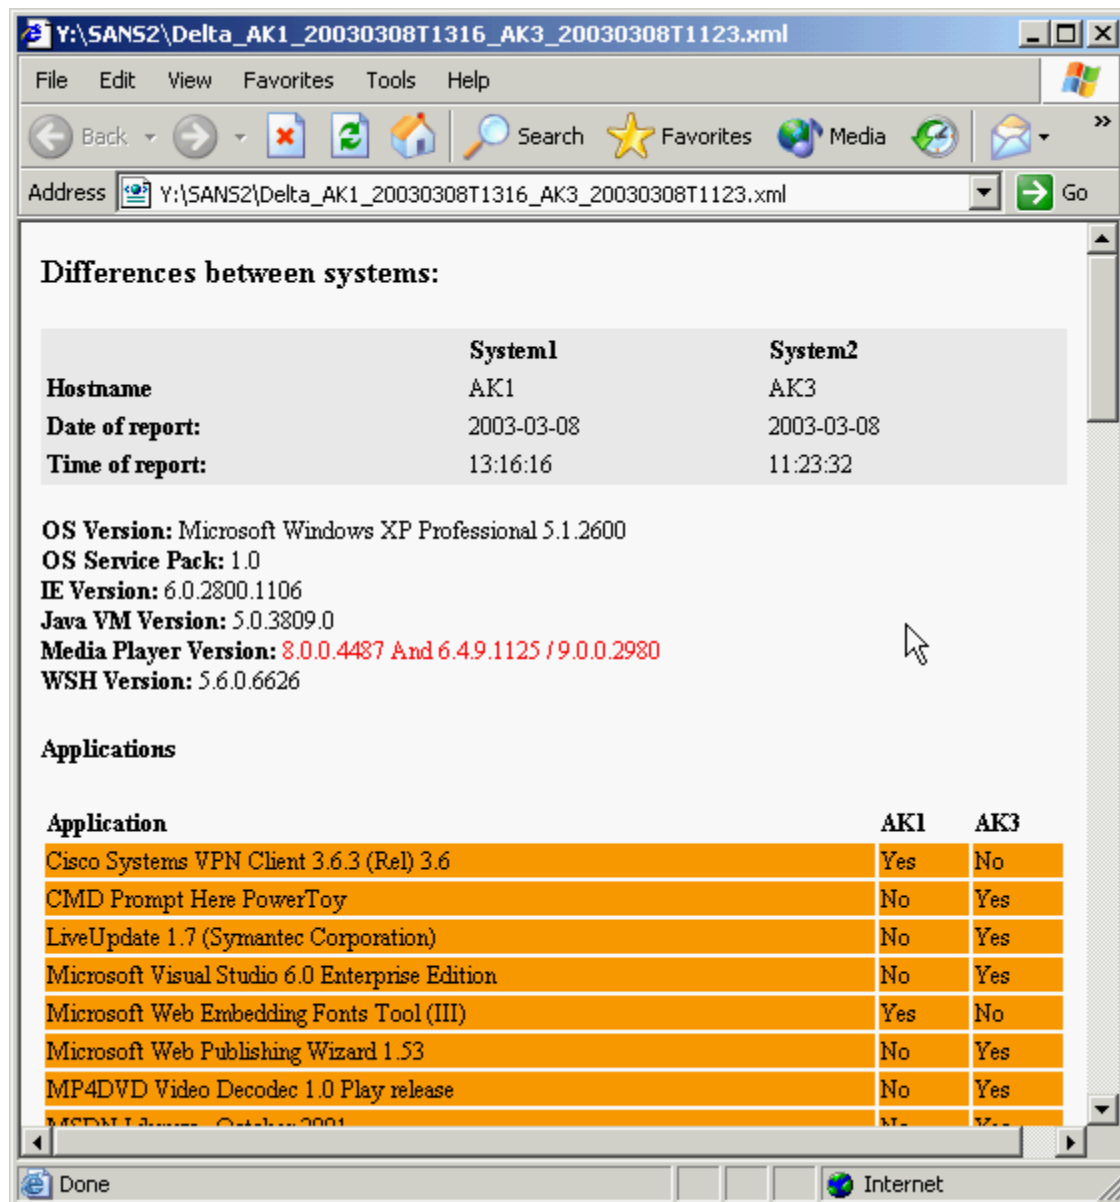 Y:\SANS2\Delta_AK1_20030308T1316_AK3_20030308T1123.xml
File Edit View Favorites Tools Help
Back Search Favorites Media »
Address Y:\SANS2\Delta_AK1_20030308T1316_AK3_20030308T1123.xml Go
Differences between systems:
System1 System2
Hostname AK1 AK3
Date of report: 2003-03-08 2003-03-08
Time of report: 13:16:16 11:23:32
OS Version: Microsoft Windows XP Professional 5.1.2600
OS Service Pack: 1.0
IE Version: 6.0.2800.1106
Java VM Version: 5.0.3809.0
Media Player Version: 8.0.0.4487 And 6.4.9.1125 / 9.0.0.2980
WSH Version: 5.6.0.6626
Applications
Application AK1 AK3
Cisco Systems VPN Client 3.6.3 (Rel) 3.6 Yes No
CMD Prompt Here PowerToy No Yes
LiveUpdate 1.7 (Symantec Corporation) No Yes
Microsoft Visual Studio 6.0 Enterprise Edition No Yes
Microsoft Web Embedding Fonts Tool (III) Yes No
Microsoft Web Publishing Wizard 1.53 No Yes
MP4DVD Video Decodec 1.0 Play release No Yes
MSDN Library - October 2001 No Yes
Done Internet